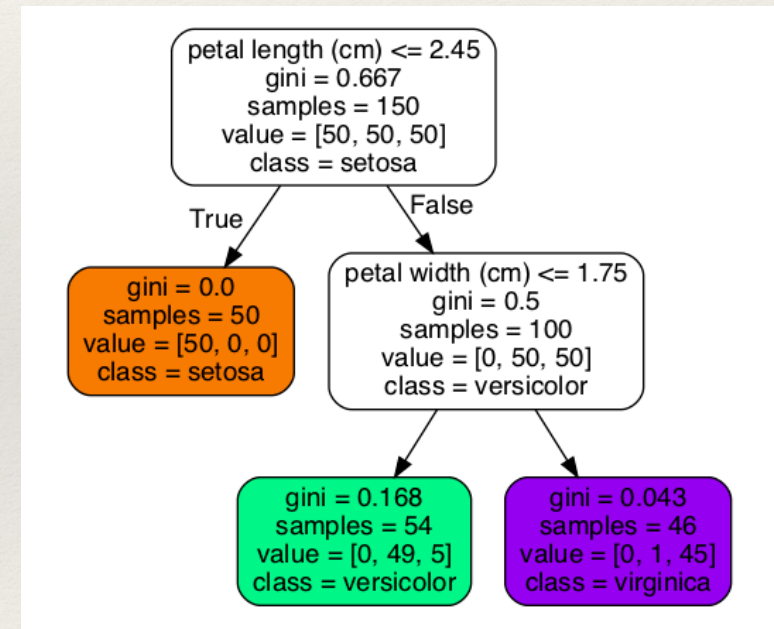 petal length (cm) <= 2.45
gini = 0.667
samples = 150
value = [50, 50, 50]
class = setosa
True
False
gini = 0.0
samples = 50
value = [50, 0, 0]
class = setosa
petal width (cm) <= 1.75
gini = 0.5
samples = 100
value = [0, 50, 50]
class = versicolor
gini = 0.168
samples = 54
value = [0, 49, 5]
class = versicolor
gini = 0.043
samples = 46
value = [0, 1, 45]
class = virginica